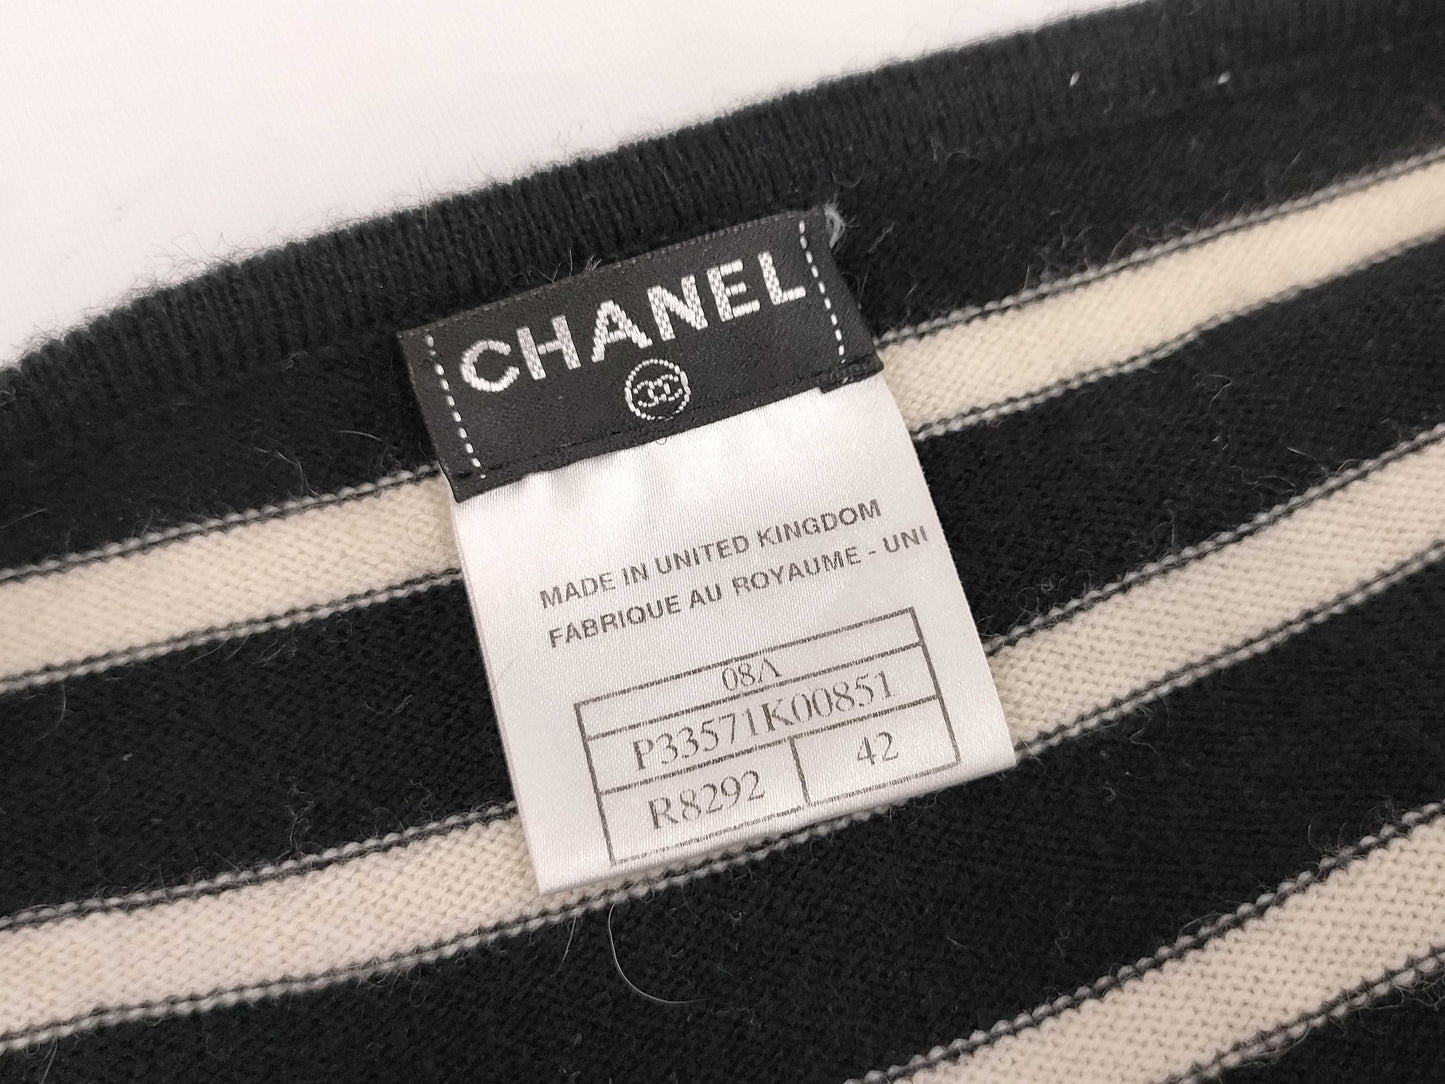 CHANEL
MADE IN UNITED KINGDOM
FABRIQUE AU ROYAUME - UNI
08A
P33571K00851
R8292 42